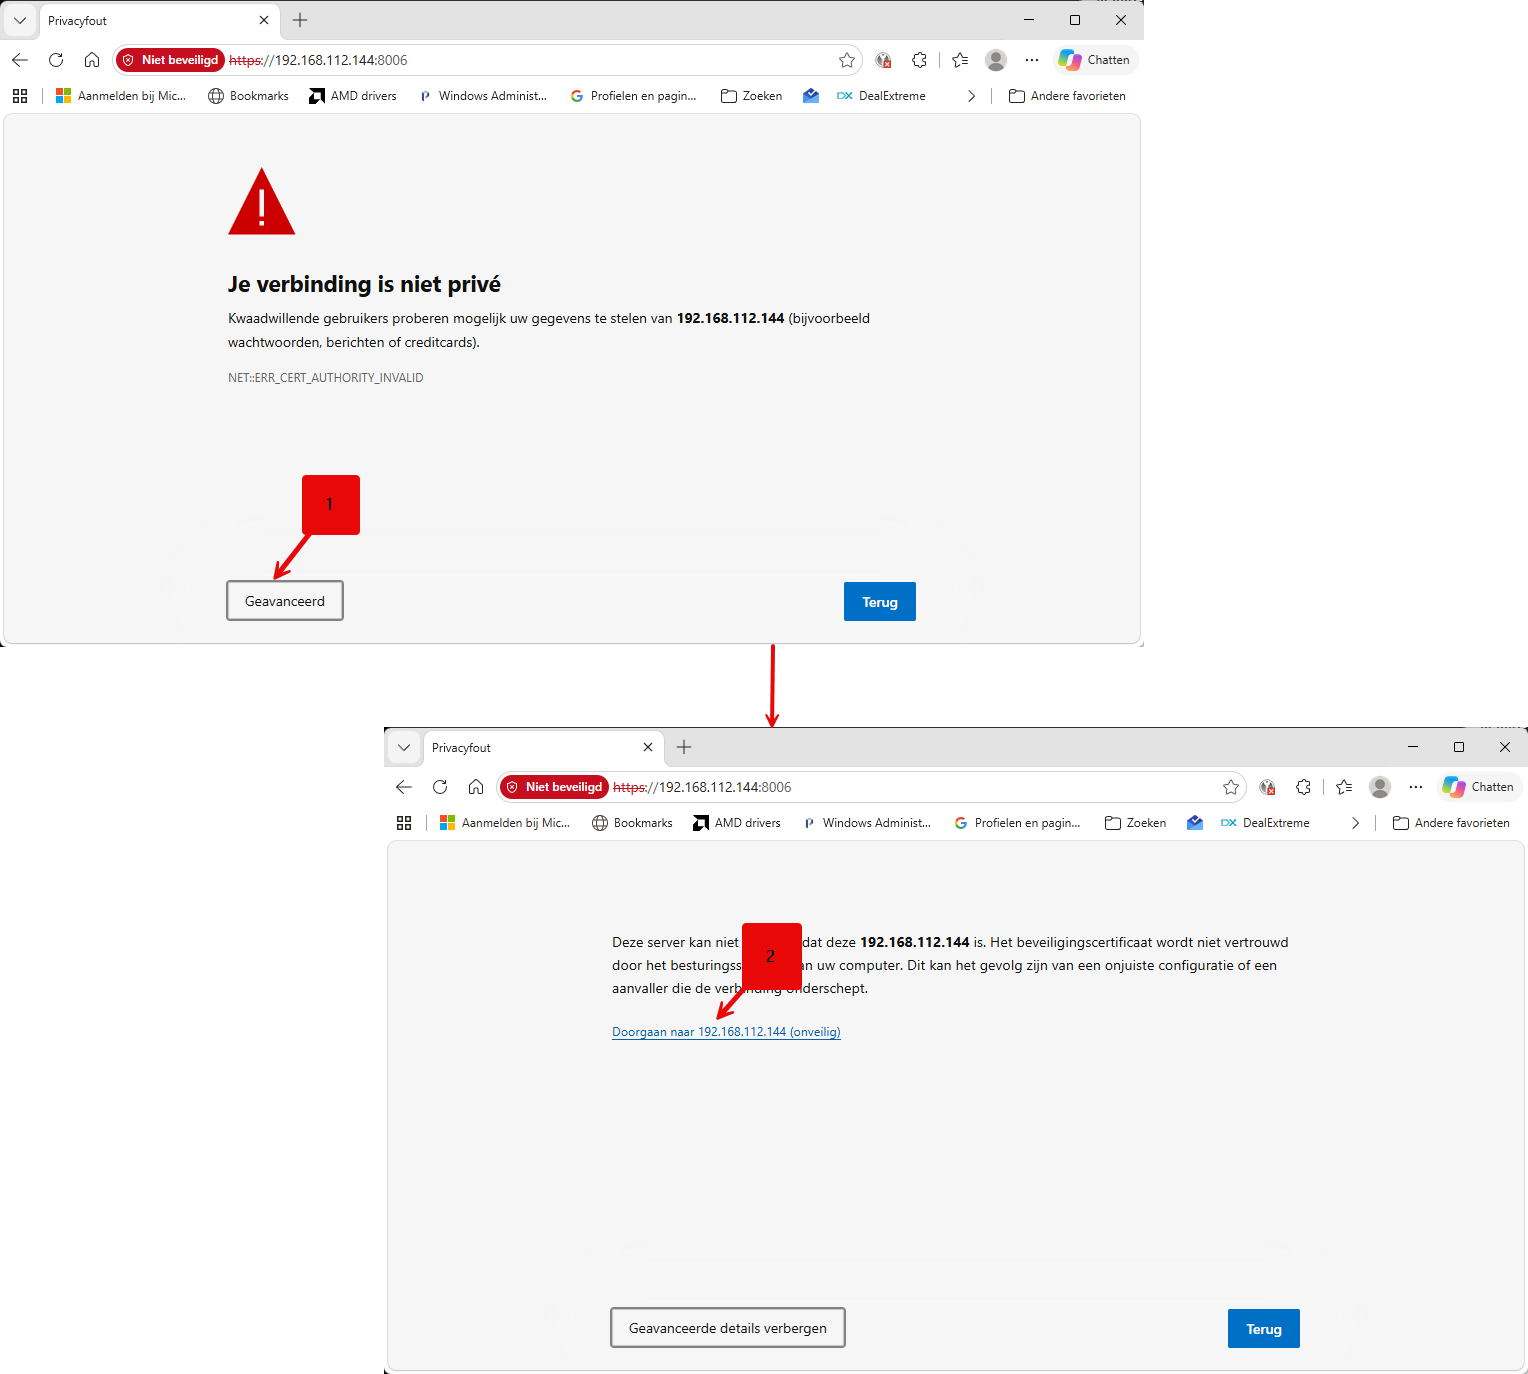 Privacyfout
Niet beveiligd https://192.168.112.144:8006
Chatten
Aanmelden bij Mic... Bookmarks AMD drivers Windows Administ... Profielen en pagin... Zoeken DX DealExtreme Andere favorieten
Je verbinding is niet privé
Kwaadwillende gebruikers proberen mogelijk uw gegevens te stelen van 192.168.112.144 (bijvoorbeeld
wachtwoorden, berichten of creditcards).
NET::ERR_CERT_AUTHORITY_INVALID
1
Geavanceerd
Terug
Privacyfout
Niet beveiligd https://192.168.112.144:8006
Chatten
Aanmelden bij Mic... Bookmarks AMD drivers Windows Administ... Profielen en pagin... Zoeken DX DealExtreme Andere favorieten
Deze server kan niet dat deze 192.168.112.144 is. Het beveiligingscertificaat wordt niet vertrouwd
2
door het besturingss an uw computer. Dit kan het gevolg zijn van een onjuiste configuratie of een
aanvaller die de verbinding onderschept.
Doorgaan naar 192.168.112.144 (onveilig)
Geavanceerde details verbergen
Terug